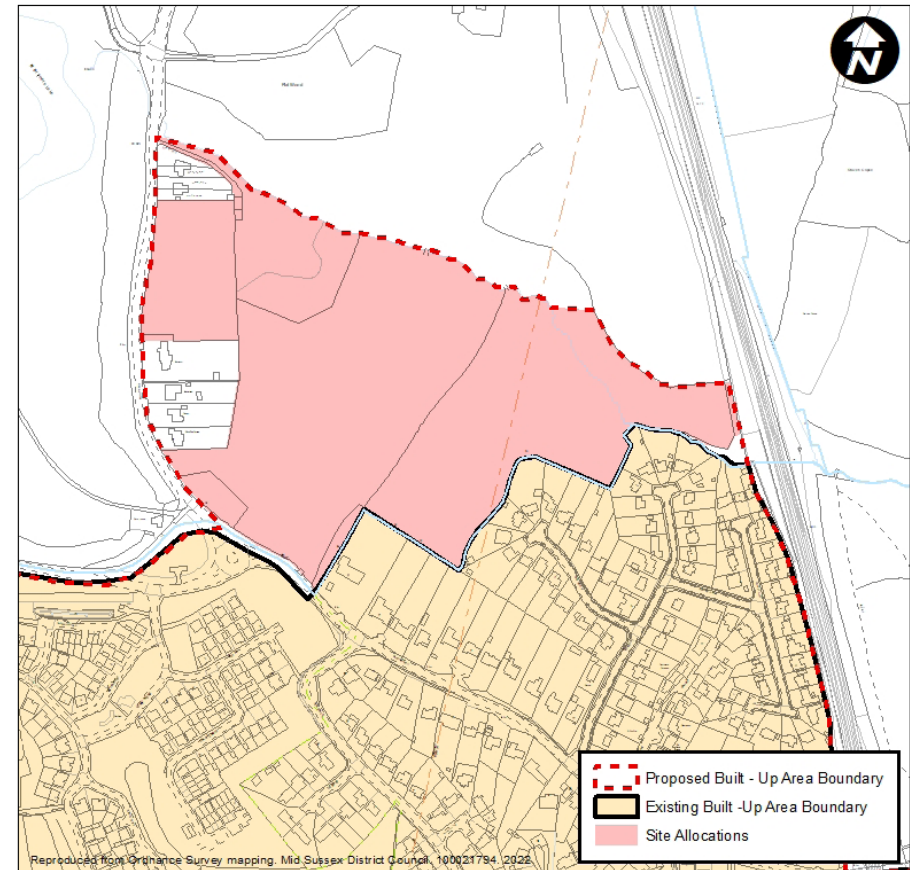 N
Proposed Built - Up Area Boundary
Existing Built -Up Area Boundary
Site Allocations
Reproduced from Ordnance Survey mapping. Mid Sussex District Council. 100021794. 2022